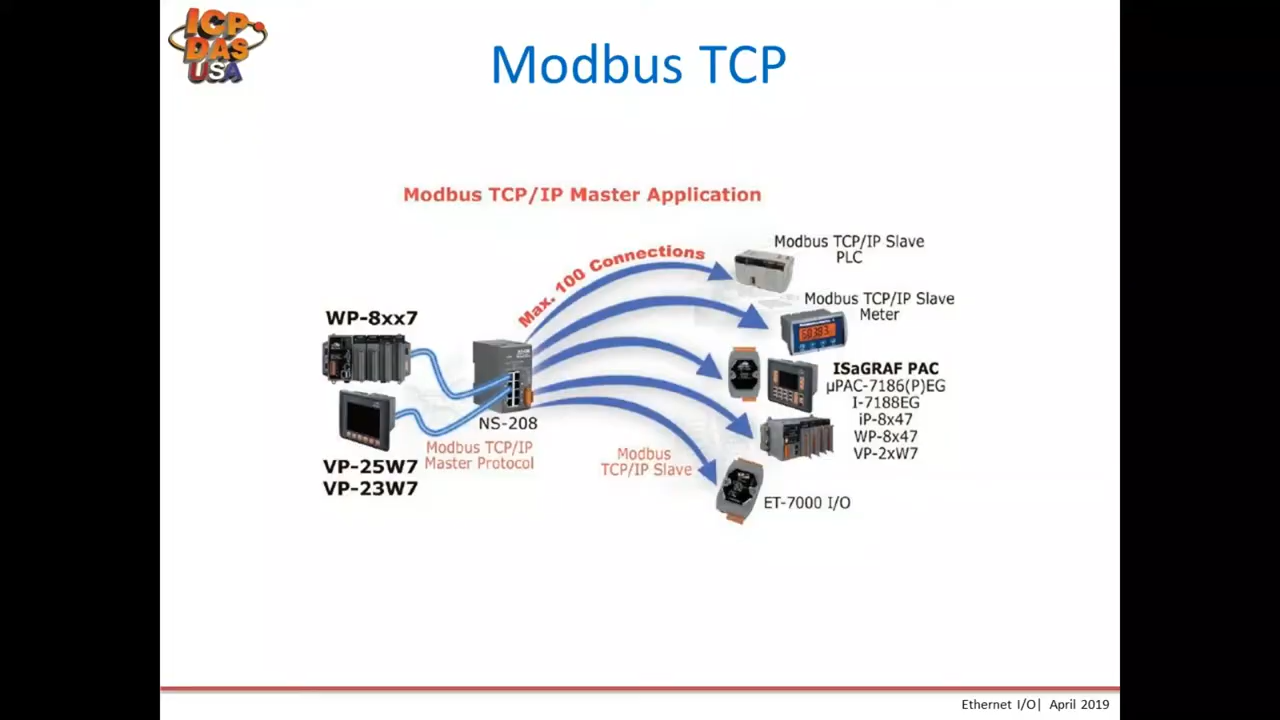 ICP
DAS
USA
Modbus TCP
Modbus TCP/IP Master Application
Max. 100 Connections
Modbus TCP/IP Slave
PLC
Modbus TCP/IP Slave
Meter
WP-8xx7
ISaGRAF PAC
µPAC-7186(P)EG
I-7188EG
iP-8x47
WP-8x47
VP-2xW7
NS-208
Modbus TCP/IP
Master Protocol
VP-25W7
VP-23W7
Modbus
TCP/IP Slave
ET-7000 I/O
Ethernet I/O| April 2019